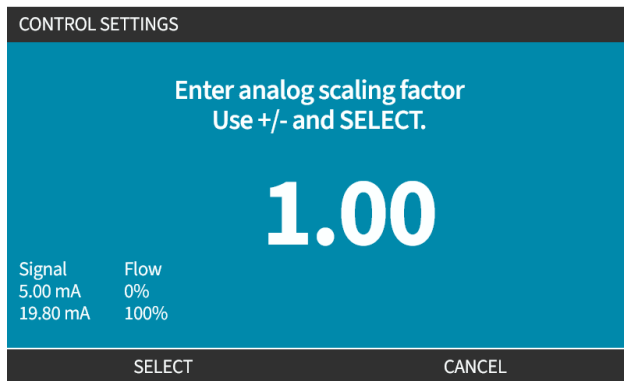 CONTROL SETTINGS
Enter analog scaling factor
Use +/- and SELECT.
1.00
Signal Flow
5.00 mA 0%
19.80 mA 100%
SELECT CANCEL